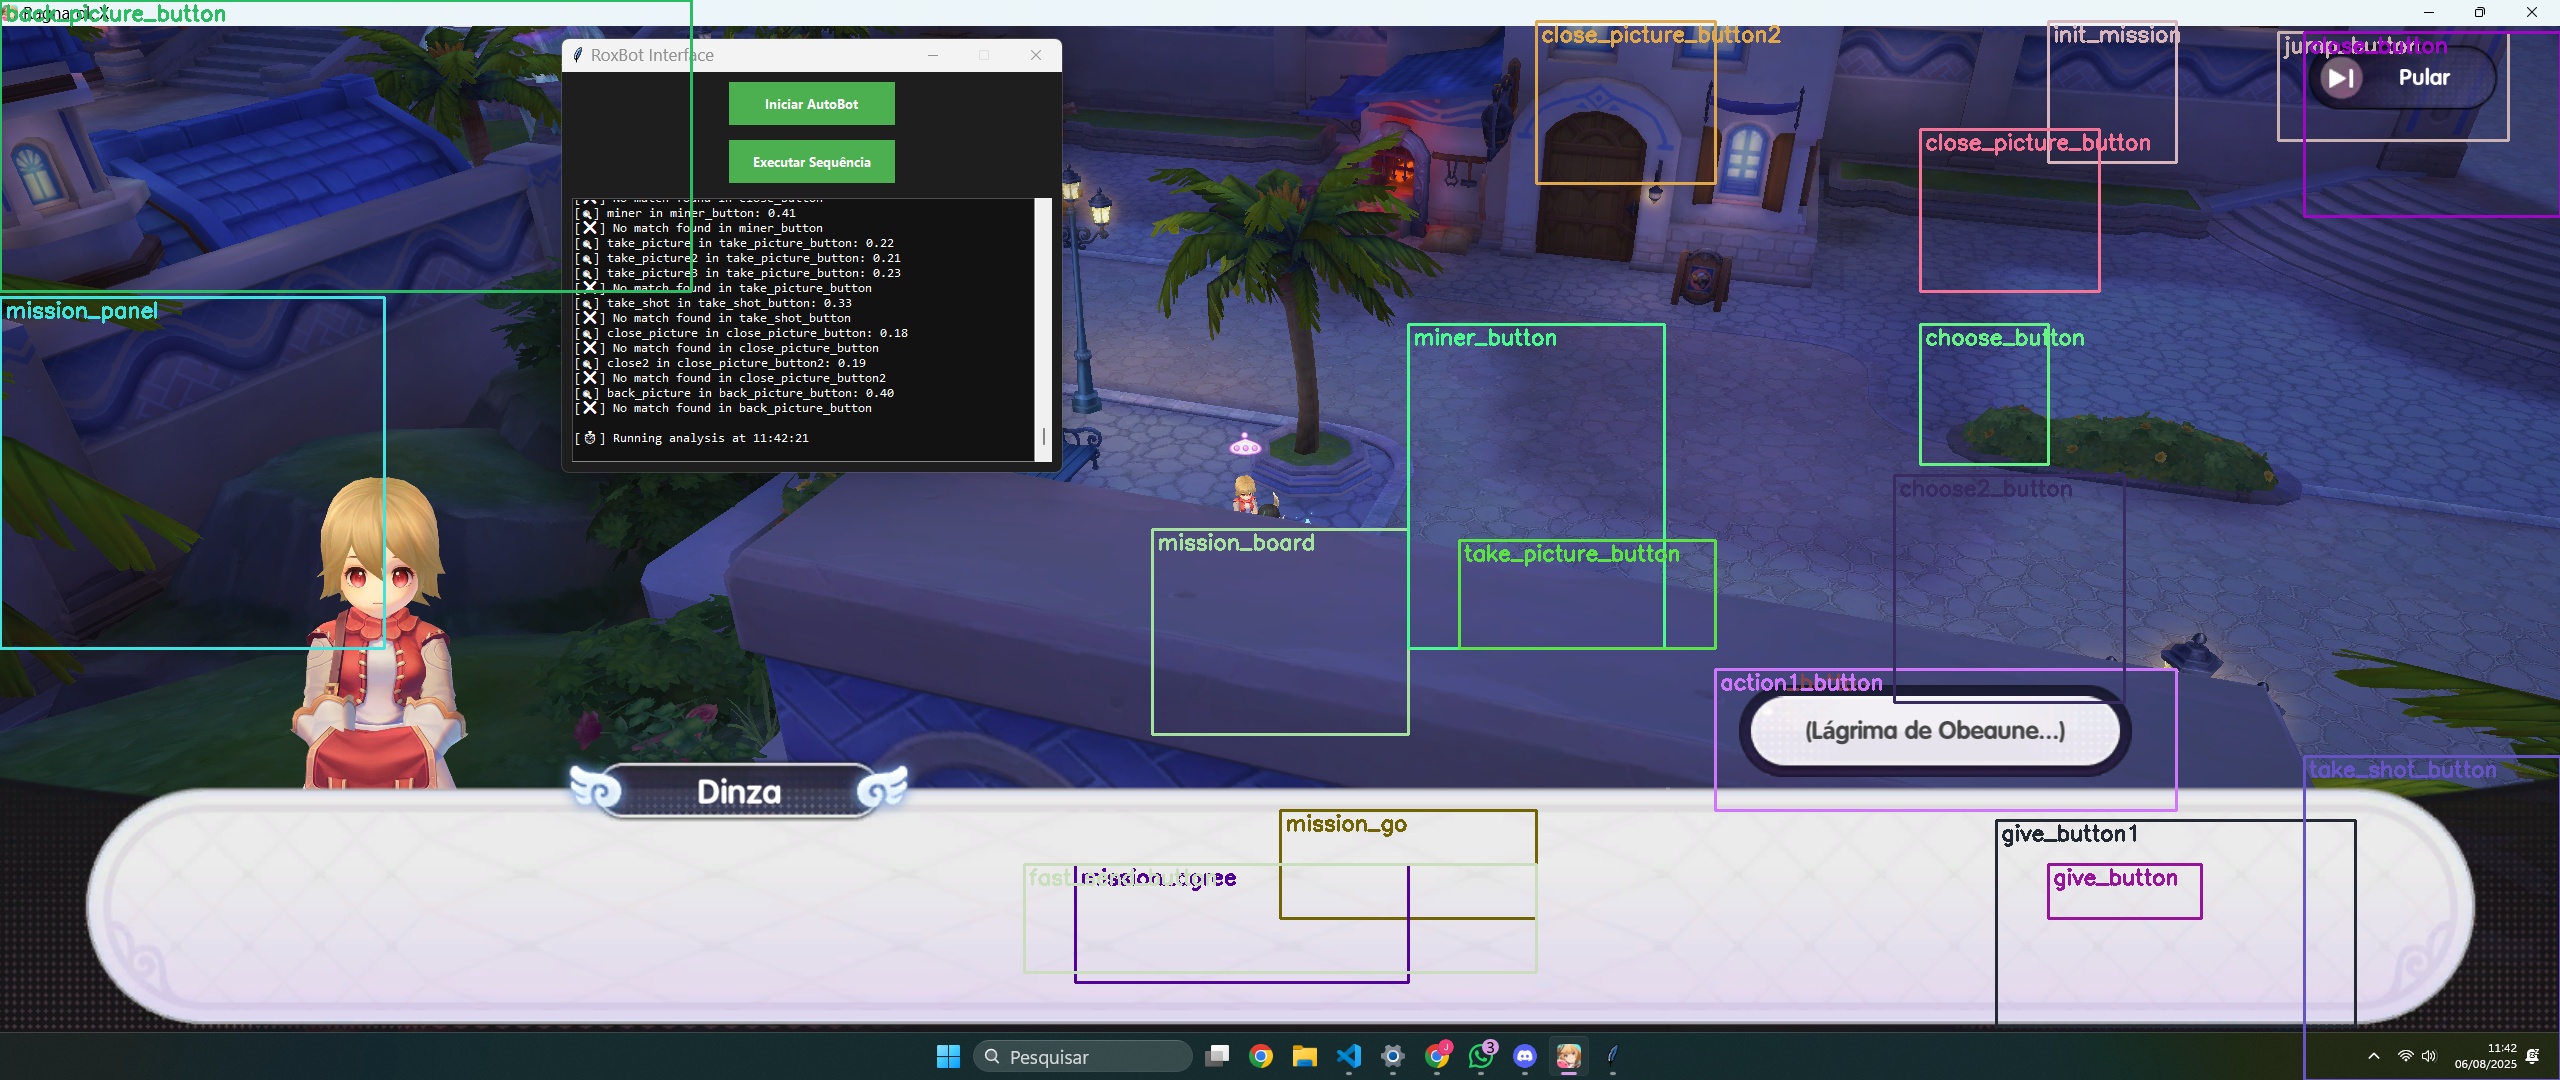 Ragnarok X
back_picture_button
RoxBot Interface
Iniciar AutoBot
Executar Sequência
[🔍] miner in miner_button: 0.41
[❌] No match found in miner_button
[🔍] take_picture in take_picture_button: 0.22
[🔍] take_picture2 in take_picture_button: 0.21
[🔍] take_picture3 in take_picture_button: 0.23
[❌] No match found in take_picture_button
[🔍] take_shot in take_shot_button: 0.33
[❌] No match found in take_shot_button
[🔍] close_picture in close_picture_button: 0.18
[❌] No match found in close_picture_button
[🔍] close2 in close_picture_button2: 0.19
[❌] No match found in close_picture_button2
[🔍] back_picture in back_picture_button: 0.40
[❌] No match found in back_picture_button
[⏱] Running analysis at 11:42:21
close_picture_button2
init_mission
jump_button
close_button
Pular
close_picture_button
mission_panel
miner_button
choose_button
choose2_button
mission_board
take_picture_button
action1_button
(Lágrima de Obeaune...)
take_shot_button
Dinza
mission_go
give_button1
mission_agree
give_button
Pesquisar
J
3
11:42
06/08/2025